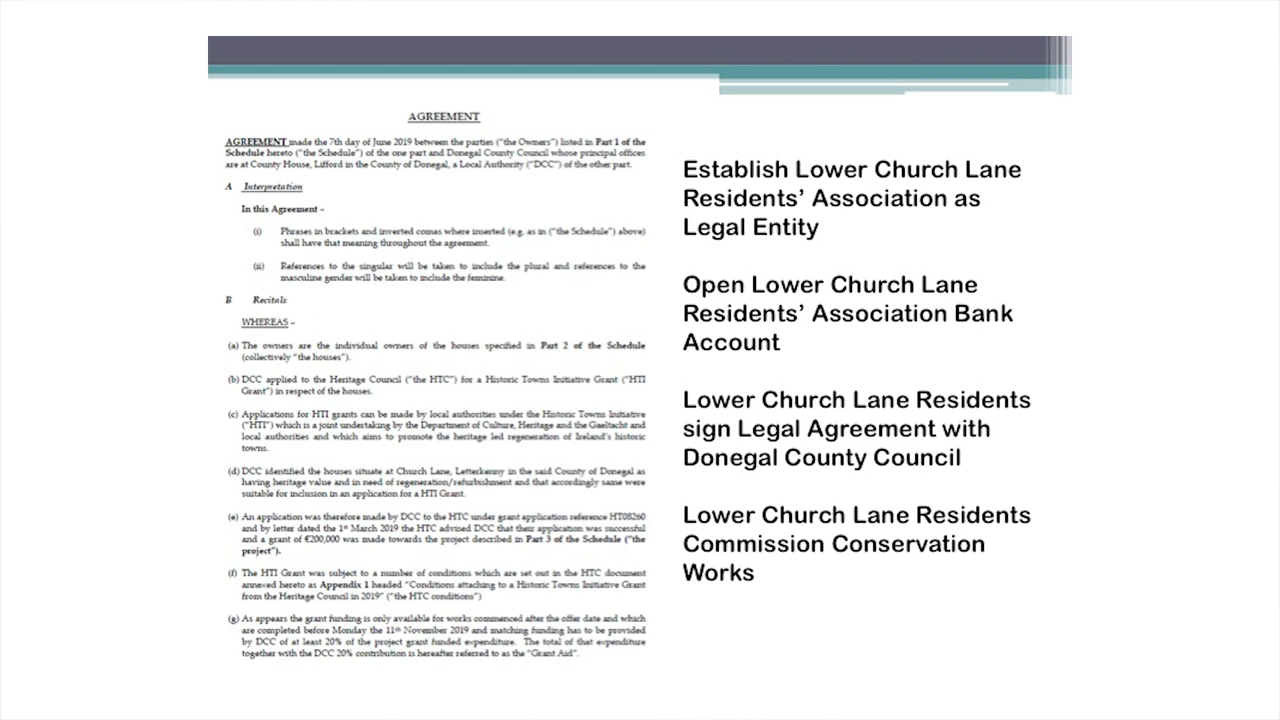 AGREEMENT
AGREEMENT made the 7th day of June 2019 between the parties ("the Owners") listed in Part 1 of the
Schedule hereto ("the Schedule") of the one part and Donegal County Council whose principal offices
are at County House, Lifford in the County of Donegal, a Local Authority ("DCC") of the other part.
A Interpretation
In this Agreement –
(i) Phrases in brackets and inverted comas where inserted (e.g. as in ("the Schedule") above)
shall have that meaning throughout the agreement.
(ii) References to the singular will be taken to include the plural and references to the
masculine gender will be taken to include the feminine.
B Recitals
WHEREAS –
(a) The owners are the individual owners of the houses specified in Part 2 of the Schedule
(collectively "the houses").
(b) DCC applied to the Heritage Council ("the HTC") for a Historic Towns Initiative Grant ("HTI
Grant") in respect of the houses.
(c) Applications for HTI grants can be made by local authorities under the Historic Towns Initiative
("HTI") which is a joint undertaking by the Department of Culture, Heritage and the Gaeltacht and
local authorities and which aims to promote the heritage led regeneration of Ireland's historic
towns.
(d) DCC identified the houses situate at Church Lane, Letterkenny in the said County of Donegal as
having heritage value and in need of regeneration/refurbishment and that accordingly same were
suitable for inclusion in an application for a HTI Grant.
(e) An application was therefore made by DCC to the HTC under grant application reference HT08260
and by letter dated the 1st March 2019 the HTC advised DCC that their application was successful
and a grant of €200,000 was made towards the project described in Part 3 of the Schedule ("the
project").
(f) The HTI Grant was subject to a number of conditions which are set out in the HTC document
annexed hereto as Appendix 1 headed "Conditions attaching to a Historic Towns Initiative Grant
from the Heritage Council in 2019" ("the HTC conditions")
(g) As appears the grant funding is only available for works commenced after the offer date and which
are completed before Monday the 11th November 2019 and matching funding has to be provided
by DCC of at least 20% of the project grant funded expenditure. The total of that expenditure
together with the DCC 20% contribution is hereafter referred to as the "Grant Aid".
Establish Lower Church Lane
Residents' Association as
Legal Entity
Open Lower Church Lane
Residents' Association Bank
Account
Lower Church Lane Residents
sign Legal Agreement with
Donegal County Council
Lower Church Lane Residents
Commission Conservation
Works